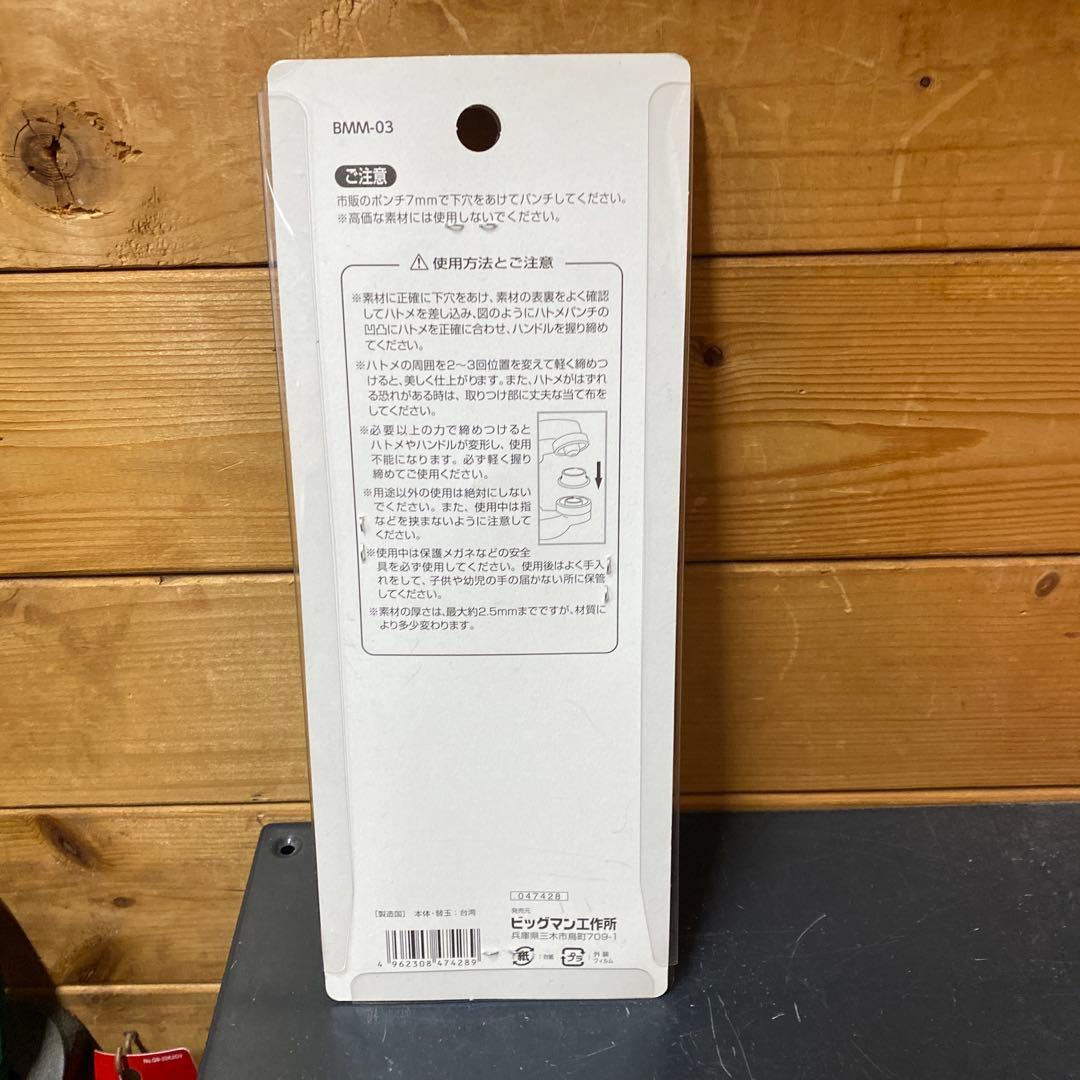 BMM-03
ご注意
市販のポンチ7mmで下穴をあけてパンチしてください。
※高価な素材には使用しないでください。
使用方法とご注意
※素材に正確に下穴をあけ、素材の表裏をよく確認
してハトメを差し込み、図のようにハトメパンチの
凹凸にハトメを正確に合わせ、ハンドルを握り締め
てください。
※ハトメの周囲を2〜3回位置を変えて軽く締めつ
けると、美しく仕上がります。また、ハトメがはずれ
る恐れがある時は、取りつけ部に丈夫な当て布を
してください。
※必要以上の力で締めつけると
ハトメやハンドルが変形し、使用
不能になります。必ず軽く握り
締めてご使用ください。
※用途以外の使用は絶対にしない
でください。また、使用中は指
などを挟まないように注意して
ください。
※使用中は保護メガネなどの安全
具を必ず使用してください。使用後はよく手入
れをして、子供や幼児の手の届かない所に保管
してください。
※素材の厚さは、最大約2.5mmまでですが、材質に
より多少変わります。
047428
[製造国] 本体・替玉:台湾
発売元
ビッグマン工作所
兵庫県三木市鳥町709-1
4 962308 474289
紙 :台紙
プラ :外装
フィルム